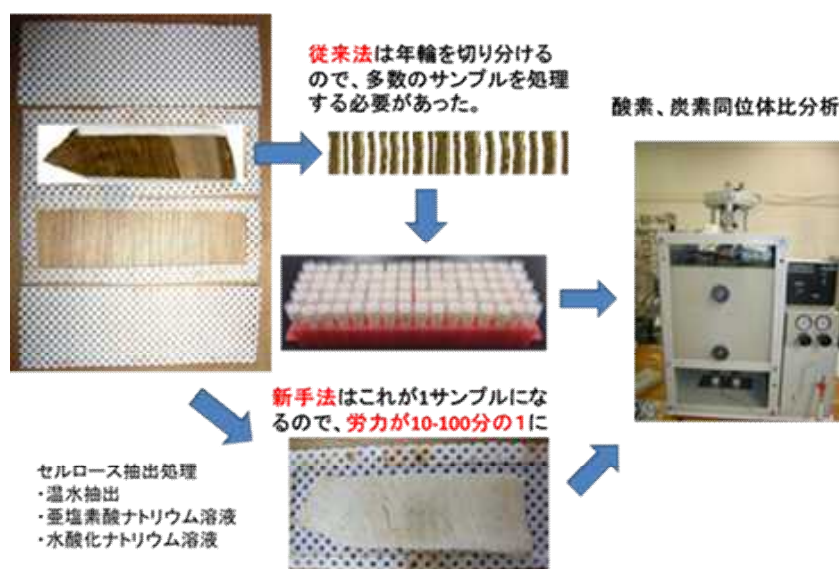 従来法は年輪を切り分ける
ので、多数のサンプルを処理
する必要があった。
酸素、炭素同位体比分析
新手法はこれが1サンプルにな
るので、労力が10-100分の1に
セルロース抽出処理
・温水抽出
・亜塩素酸ナトリウム溶液
・水酸化ナトリウム溶液